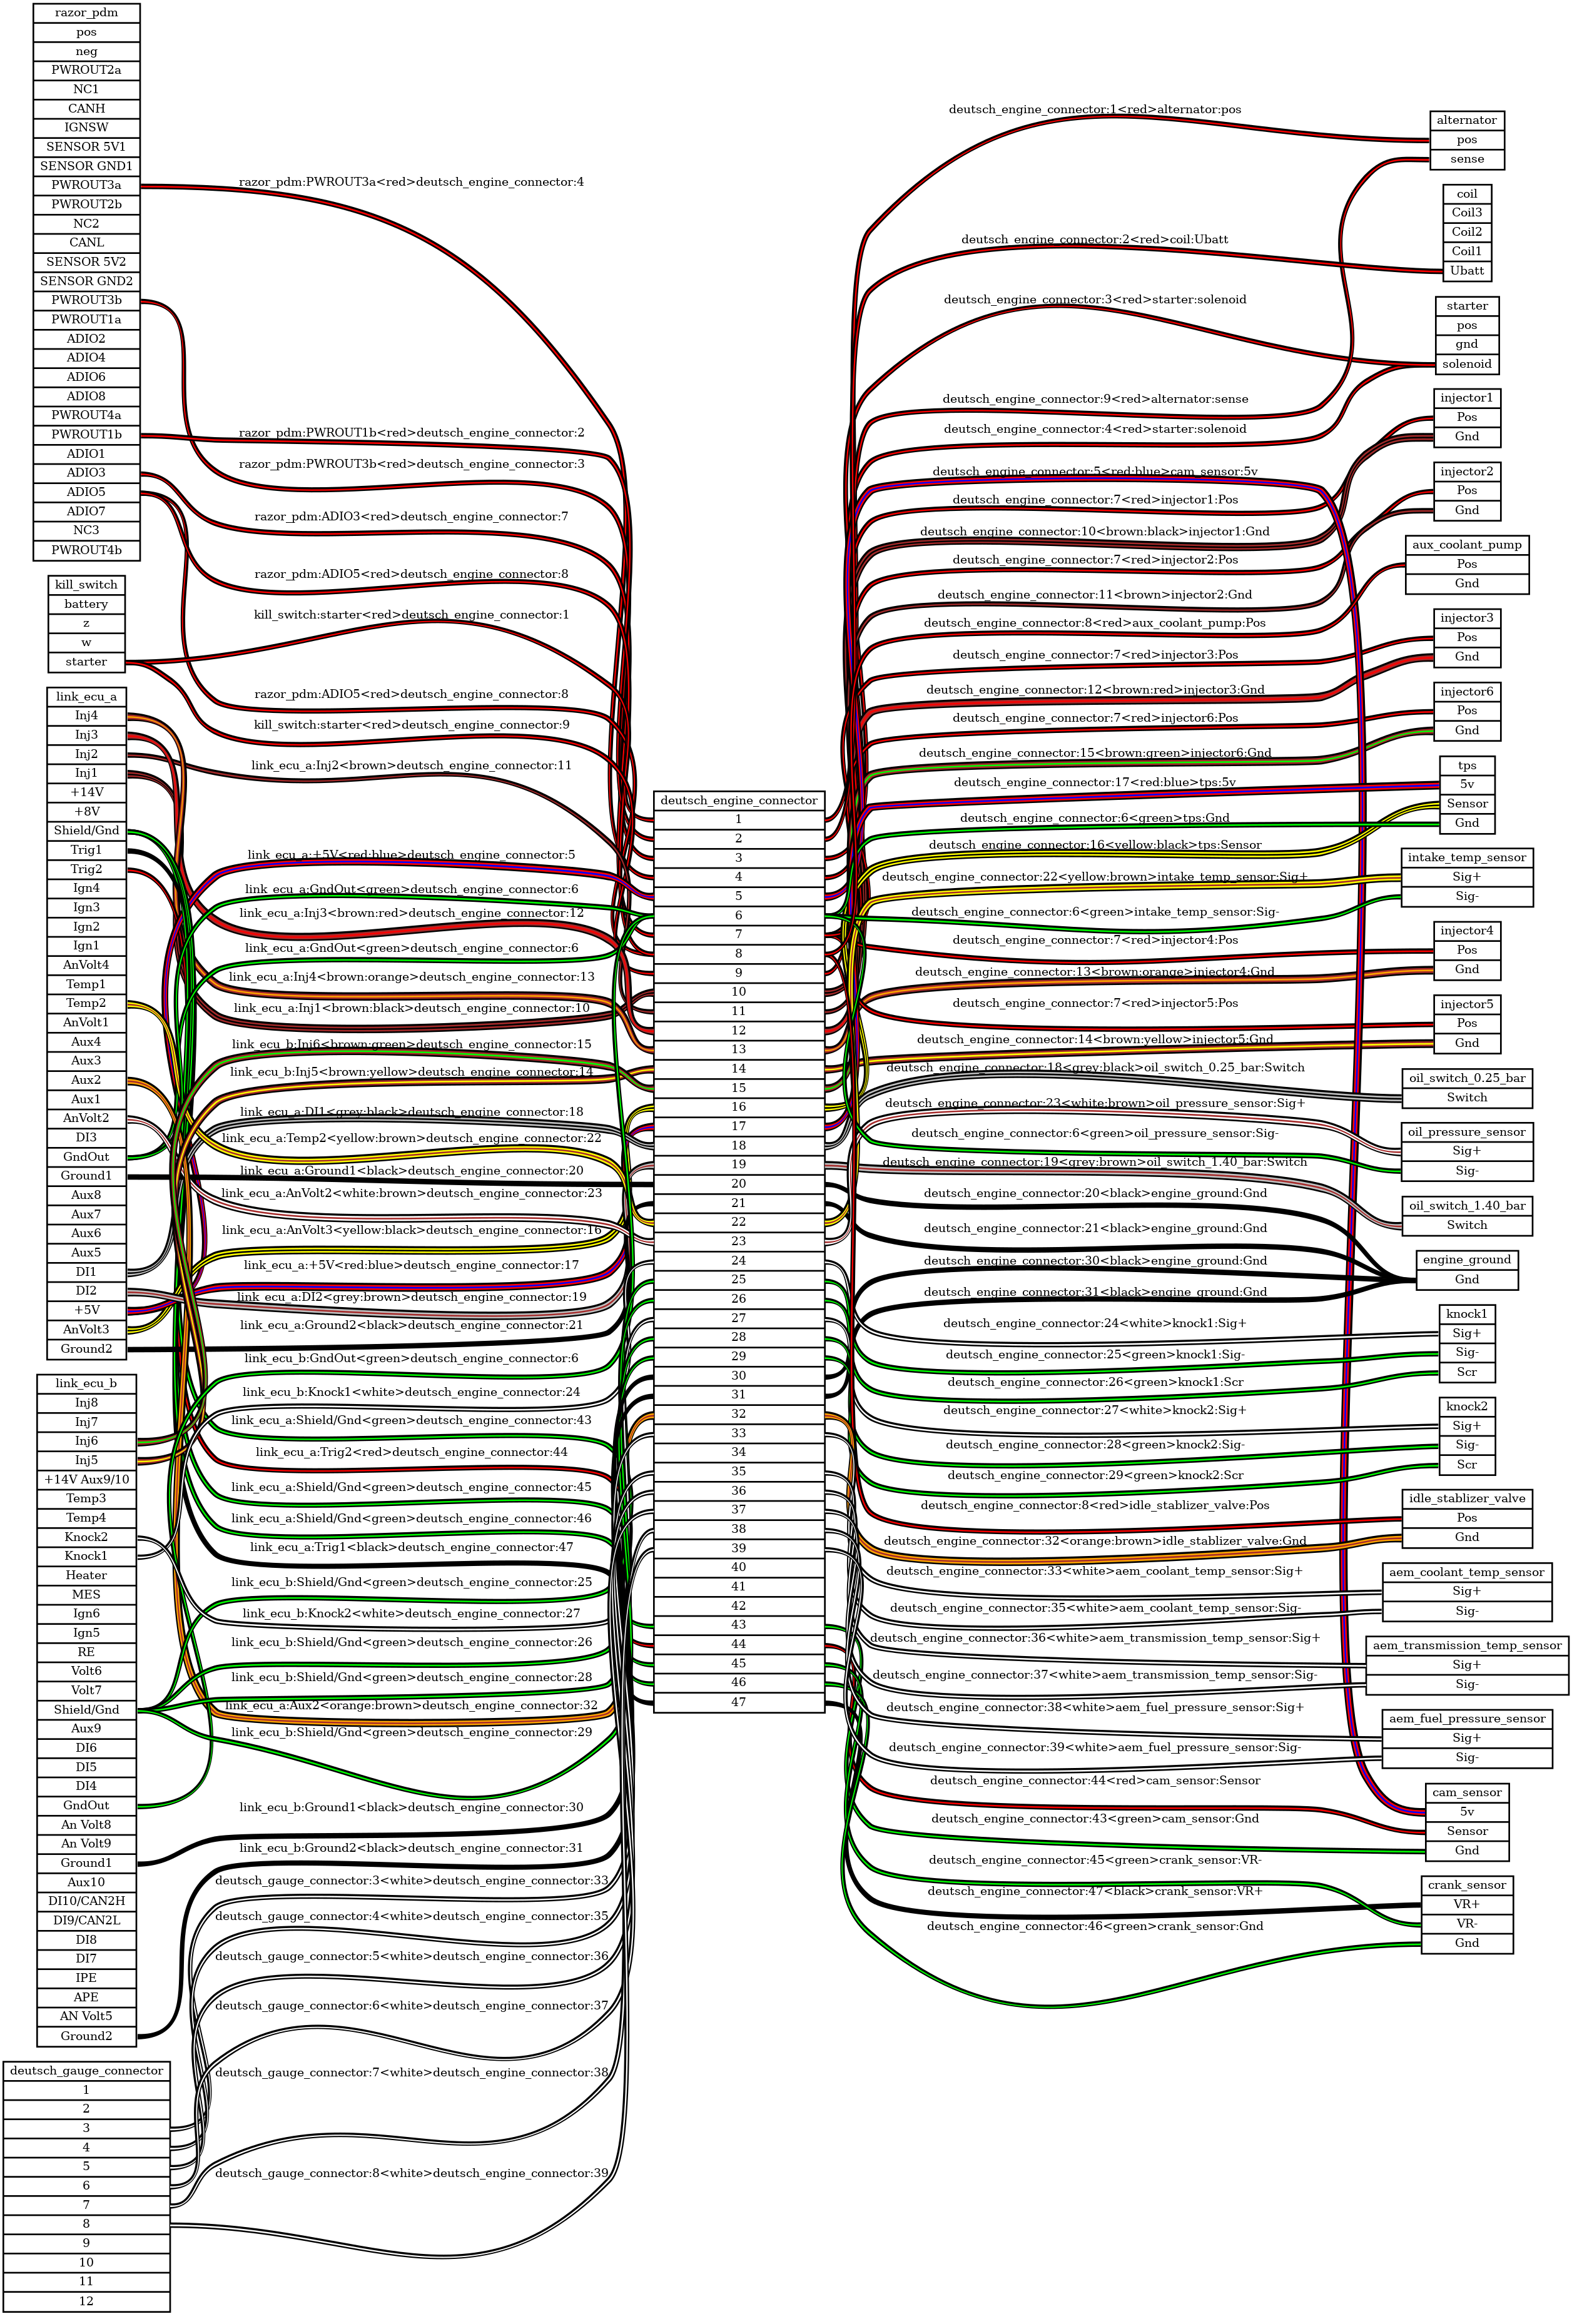 razor_pdm
pos
neg
PWROUT2a
NC1
CANH
IGNSW
SENSOR 5V1
SENSOR GND1
PWROUT3a
PWROUT2b
NC2
CANL
SENSOR 5V2
SENSOR GND2
PWROUT3b
PWROUT1a
ADIO2
ADIO4
ADIO6
ADIO8
PWROUT4a
PWROUT1b
ADIO1
ADIO3
ADIO5
ADIO7
NC3
PWROUT4b
kill_switch
battery
z
w
starter
link_ecu_a
Inj4
Inj3
Inj2
Inj1
+14V
+8V
Shield/Gnd
Trig1
Trig2
Ign4
Ign3
Ign2
Ign1
AnVolt4
Temp1
Temp2
AnVolt1
Aux4
Aux3
Aux2
Aux1
AnVolt2
DI3
GndOut
Ground1
Aux8
Aux7
Aux6
Aux5
DI1
DI2
+5V
AnVolt3
Ground2
link_ecu_b
Inj8
Inj7
Inj6
Inj5
+14V Aux9/10
Temp3
Temp4
Knock2
Knock1
Heater
MES
Ign6
Ign5
RE
Volt6
Volt7
Shield/Gnd
Aux9
DI6
DI5
DI4
GndOut
An Volt8
An Volt9
Ground1
Aux10
DI10/CAN2H
DI9/CAN2L
DI8
DI7
IPE
APE
AN Volt5
Ground2
deutsch_gauge_connector
1
2
3
4
5
6
7
8
9
10
11
12
razor_pdm:PWROUT3a<red>deutsch_engine_connector:4
razor_pdm:PWROUT1b<red>deutsch_engine_connector:2
razor_pdm:PWROUT3b<red>deutsch_engine_connector:3
razor_pdm:ADIO3<red>deutsch_engine_connector:7
razor_pdm:ADIO5<red>deutsch_engine_connector:8
kill_switch:starter<red>deutsch_engine_connector:1
razor_pdm:ADIO5<red>deutsch_engine_connector:8
kill_switch:starter<red>deutsch_engine_connector:9
link_ecu_a:Inj2<brown>deutsch_engine_connector:11
link_ecu_a:+5V<red:blue>deutsch_engine_connector:5
link_ecu_a:GndOut<green>deutsch_engine_connector:6
link_ecu_a:Inj3<brown:red>deutsch_engine_connector:12
link_ecu_a:GndOut<green>deutsch_engine_connector:6
link_ecu_a:Inj4<brown:orange>deutsch_engine_connector:13
link_ecu_a:Inj1<brown:black>deutsch_engine_connector:10
link_ecu_b:Inj6<brown:green>deutsch_engine_connector:15
link_ecu_b:Inj5<brown:yellow>deutsch_engine_connector:14
link_ecu_a:DI1<grey:black>deutsch_engine_connector:18
link_ecu_a:Temp2<yellow:brown>deutsch_engine_connector:22
link_ecu_a:Ground1<black>deutsch_engine_connector:20
link_ecu_a:AnVolt2<white:brown>deutsch_engine_connector:23
link_ecu_a:AnVolt3<yellow:black>deutsch_engine_connector:16
link_ecu_a:+5V<red:blue>deutsch_engine_connector:17
link_ecu_a:DI2<grey:brown>deutsch_engine_connector:19
link_ecu_a:Ground2<black>deutsch_engine_connector:21
link_ecu_b:GndOut<green>deutsch_engine_connector:6
link_ecu_b:Knock1<white>deutsch_engine_connector:24
link_ecu_a:Shield/Gnd<green>deutsch_engine_connector:43
link_ecu_a:Trig2<red>deutsch_engine_connector:44
link_ecu_a:Shield/Gnd<green>deutsch_engine_connector:45
link_ecu_a:Shield/Gnd<green>deutsch_engine_connector:46
link_ecu_a:Trig1<black>deutsch_engine_connector:47
link_ecu_b:Shield/Gnd<green>deutsch_engine_connector:25
link_ecu_b:Knock2<white>deutsch_engine_connector:27
link_ecu_b:Shield/Gnd<green>deutsch_engine_connector:26
link_ecu_b:Shield/Gnd<green>deutsch_engine_connector:28
link_ecu_a:Aux2<orange:brown>deutsch_engine_connector:32
link_ecu_b:Shield/Gnd<green>deutsch_engine_connector:29
link_ecu_b:Ground1<black>deutsch_engine_connector:30
link_ecu_b:Ground2<black>deutsch_engine_connector:31
deutsch_gauge_connector:3<white>deutsch_engine_connector:33
deutsch_gauge_connector:4<white>deutsch_engine_connector:35
deutsch_gauge_connector:5<white>deutsch_engine_connector:36
deutsch_gauge_connector:6<white>deutsch_engine_connector:37
deutsch_gauge_connector:7<white>deutsch_engine_connector:38
deutsch_gauge_connector:8<white>deutsch_engine_connector:39
deutsch_engine_connector
1
2
3
4
5
6
7
8
9
10
11
12
13
14
15
16
17
18
19
20
21
22
23
24
25
26
27
28
29
30
31
32
33
34
35
36
37
38
39
40
41
42
43
44
45
46
47
deutsch_engine_connector:1<red>alternator:pos
deutsch_engine_connector:2<red>coil:Ubatt
deutsch_engine_connector:3<red>starter:solenoid
deutsch_engine_connector:9<red>alternator:sense
deutsch_engine_connector:4<red>starter:solenoid
deutsch_engine_connector:5<red:blue>cam_sensor:5v
deutsch_engine_connector:7<red>injector1:Pos
deutsch_engine_connector:10<brown:black>injector1:Gnd
deutsch_engine_connector:7<red>injector2:Pos
deutsch_engine_connector:11<brown>injector2:Gnd
deutsch_engine_connector:8<red>aux_coolant_pump:Pos
deutsch_engine_connector:7<red>injector3:Pos
deutsch_engine_connector:12<brown:red>injector3:Gnd
deutsch_engine_connector:7<red>injector6:Pos
deutsch_engine_connector:15<brown:green>injector6:Gnd
deutsch_engine_connector:17<red:blue>tps:5v
deutsch_engine_connector:6<green>tps:Gnd
deutsch_engine_connector:16<yellow:black>tps:Sensor
deutsch_engine_connector:22<yellow:brown>intake_temp_sensor:Sig+
deutsch_engine_connector:6<green>intake_temp_sensor:Sig-
deutsch_engine_connector:7<red>injector4:Pos
deutsch_engine_connector:13<brown:orange>injector4:Gnd
deutsch_engine_connector:7<red>injector5:Pos
deutsch_engine_connector:14<brown:yellow>injector5:Gnd
deutsch_engine_connector:18<grey:black>oil_switch_0.25_bar:Switch
deutsch_engine_connector:23<white:brown>oil_pressure_sensor:Sig+
deutsch_engine_connector:6<green>oil_pressure_sensor:Sig-
deutsch_engine_connector:19<grey:brown>oil_switch_1.40_bar:Switch
deutsch_engine_connector:20<black>engine_ground:Gnd
deutsch_engine_connector:21<black>engine_ground:Gnd
deutsch_engine_connector:30<black>engine_ground:Gnd
deutsch_engine_connector:31<black>engine_ground:Gnd
deutsch_engine_connector:24<white>knock1:Sig+
deutsch_engine_connector:25<green>knock1:Sig-
deutsch_engine_connector:26<green>knock1:Scr
deutsch_engine_connector:27<white>knock2:Sig+
deutsch_engine_connector:28<green>knock2:Sig-
deutsch_engine_connector:29<green>knock2:Scr
deutsch_engine_connector:8<red>idle_stablizer_valve:Pos
deutsch_engine_connector:32<orange:brown>idle_stablizer_valve:Gnd
deutsch_engine_connector:33<white>aem_coolant_temp_sensor:Sig+
deutsch_engine_connector:35<white>aem_coolant_temp_sensor:Sig-
deutsch_engine_connector:36<white>aem_transmission_temp_sensor:Sig+
deutsch_engine_connector:37<white>aem_transmission_temp_sensor:Sig-
deutsch_engine_connector:38<white>aem_fuel_pressure_sensor:Sig+
deutsch_engine_connector:39<white>aem_fuel_pressure_sensor:Sig-
deutsch_engine_connector:44<red>cam_sensor:Sensor
deutsch_engine_connector:43<green>cam_sensor:Gnd
deutsch_engine_connector:45<green>crank_sensor:VR-
deutsch_engine_connector:47<black>crank_sensor:VR+
deutsch_engine_connector:46<green>crank_sensor:Gnd
alternator
pos
sense
coil
Coil3
Coil2
Coil1
Ubatt
starter
pos
gnd
solenoid
injector1
Pos
Gnd
injector2
Pos
Gnd
aux_coolant_pump
Pos
Gnd
injector3
Pos
Gnd
injector6
Pos
Gnd
tps
5v
Sensor
Gnd
intake_temp_sensor
Sig+
Sig-
injector4
Pos
Gnd
injector5
Pos
Gnd
oil_switch_0.25_bar
Switch
oil_pressure_sensor
Sig+
Sig-
oil_switch_1.40_bar
Switch
engine_ground
Gnd
knock1
Sig+
Sig-
Scr
knock2
Sig+
Sig-
Scr
idle_stablizer_valve
Pos
Gnd
aem_coolant_temp_sensor
Sig+
Sig-
aem_transmission_temp_sensor
Sig+
Sig-
aem_fuel_pressure_sensor
Sig+
Sig-
cam_sensor
5v
Sensor
Gnd
crank_sensor
VR+
VR-
Gnd